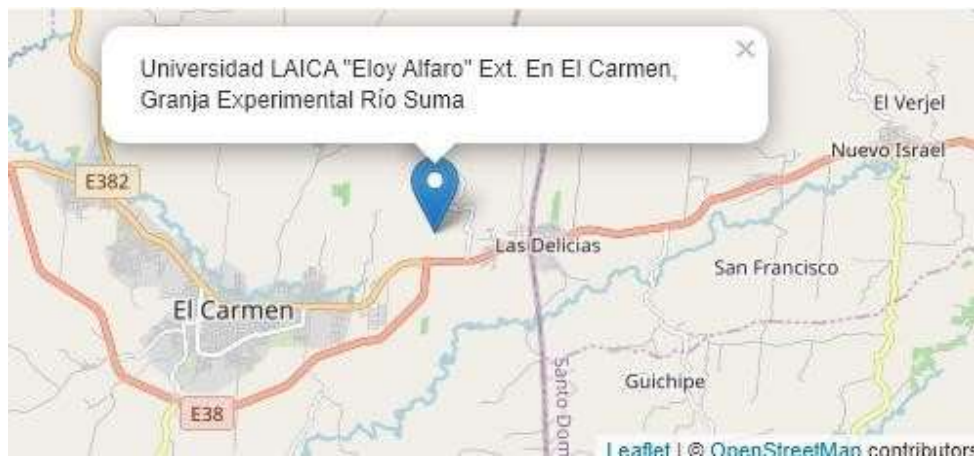 Universidad LAICA "Eloy Alfaro" Ext. En El Carmen,
Granja Experimental Río Suma
×
El Verjel
Nuevo Israel
E382
Las Delicias
San Francisco
El Carmen
Guichipe
E38
Santo Dom
Leaflet | © OpenStreetMap contributors